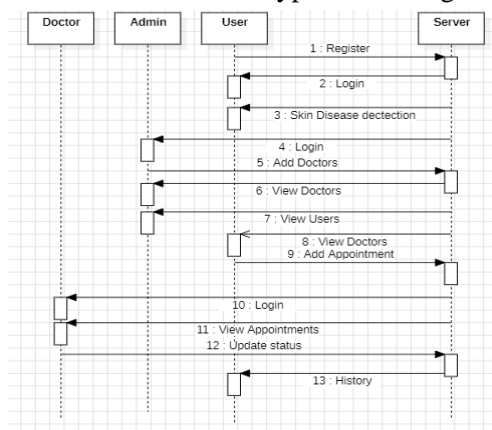 Doctor
Admin
User
Server
1 : Register
2 : Login
3 : Skin Disease dectection
4 : Login
5 : Add Doctors
6 : View Doctors
7 : View Users
8 : View Doctors
9 : Add Appointment
10 : Login
11 : View Appointments
12 : Update status
13 : History